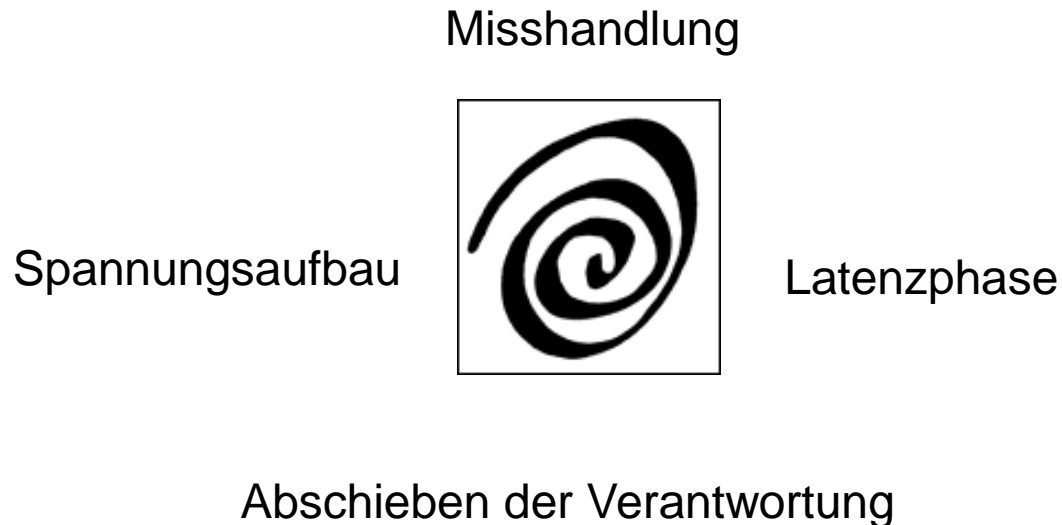 Misshandlung
Spannungsaufbau
Latenzphase
Abschieben der Verantwortung